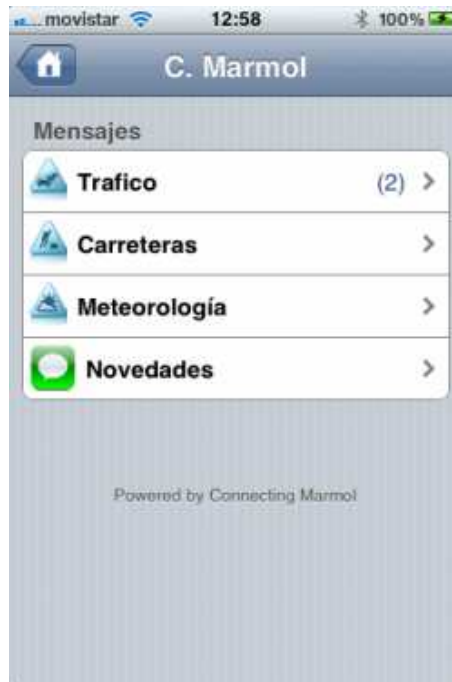 movistar 12:58 100%
C. Marmol
Mensajes
Trafico (2)
Carreteras
Meteorología
Novedades
Powered by Connecting Marmol